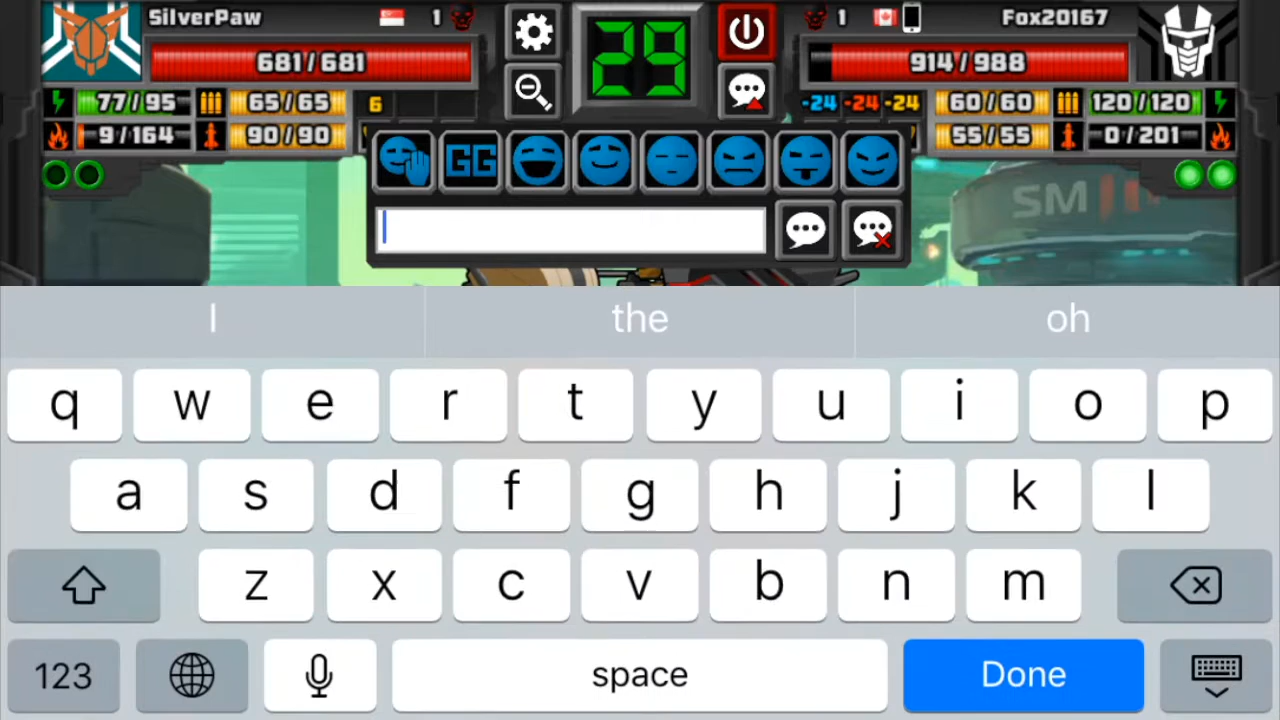 SilverPaw 1 29 1 Fox20167
681/681 914/988
77/95 65/65 6 -24 -24 -24 60/60 120/120
9/164 90/90 55/55 0/201
GG
SM
I the oh
q w e r t y u i o p
a s d f g h j k l
z x c v b n m
123 space Done